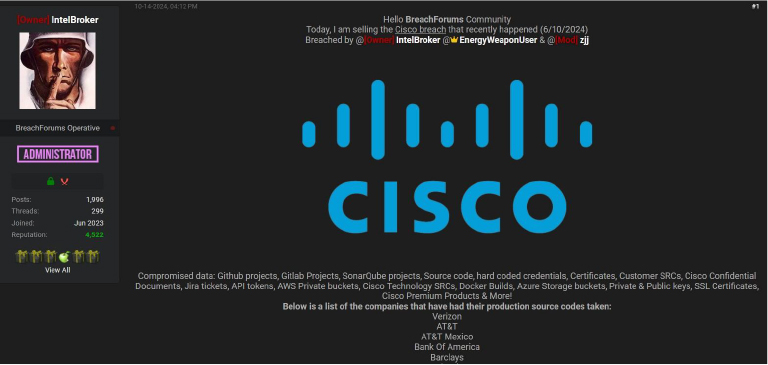 10-14-2024, 04:12 PM
#1
[Owner] IntelBroker
BreachForums Operative
ADMINISTRATOR
Posts: 1,996
Threads: 299
Joined: Jun 2023
Reputation: 4,522
View All
Hello BreachForums Community
Today, I am selling the Cisco breach that recently happened (6/10/2024)
Breached by @[Owner] IntelBroker @EnergyWeaponUser & @[Mod] zjj
CISCO
Compromised data: Github projects, Gitlab Projects, SonarQube projects, Source code, hard coded credentials, Certificates, Customer SRCs, Cisco Confidential
Documents, Jira tickets, API tokens, AWS Private buckets, Cisco Technology SRCs, Docker Builds, Azure Storage buckets, Private & Public keys, SSL Certificates,
Cisco Premium Products & More!
Below is a list of the companies that have had their production source codes taken:
Verizon
AT&T
AT&T Mexico
Bank Of America
Barclays